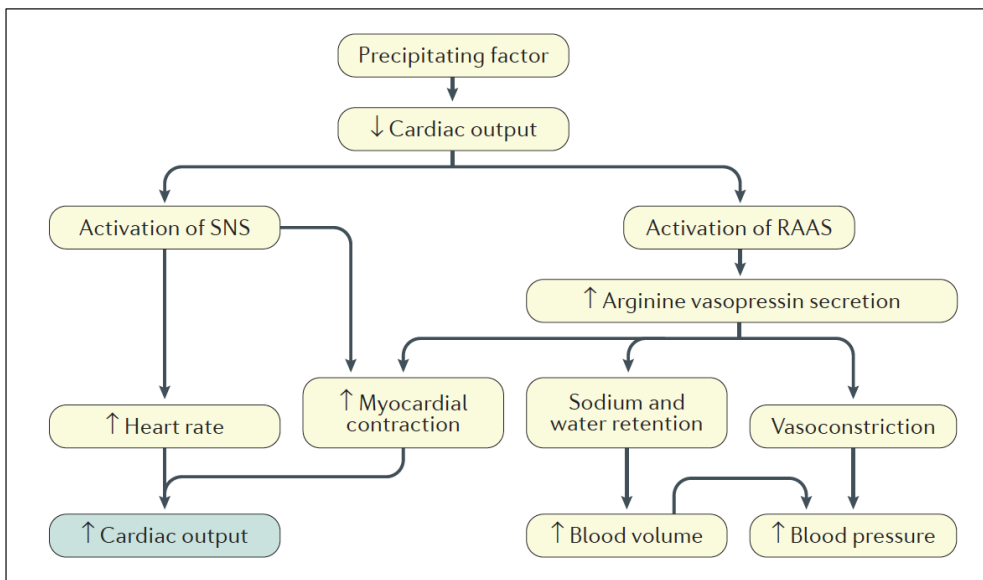 Precipitating factor
↓ Cardiac output
Activation of SNS
Activation of RAAS
↑ Arginine vasopressin secretion
↑ Heart rate
↑ Myocardial
contraction
Sodium and
water retention
Vasoconstriction
↑ Cardiac output
↑ Blood volume
↑ Blood pressure